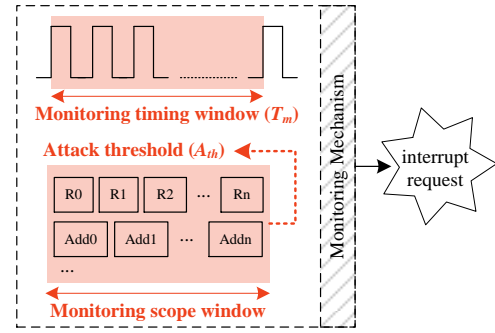 Monitoring timing window (Tm)
Attack threshold (Ath)
R0 R1 R2 ... Rn
Add0 Add1 ... Addn
...
Monitoring scope window
Monitoring Mechanism
interrupt
request